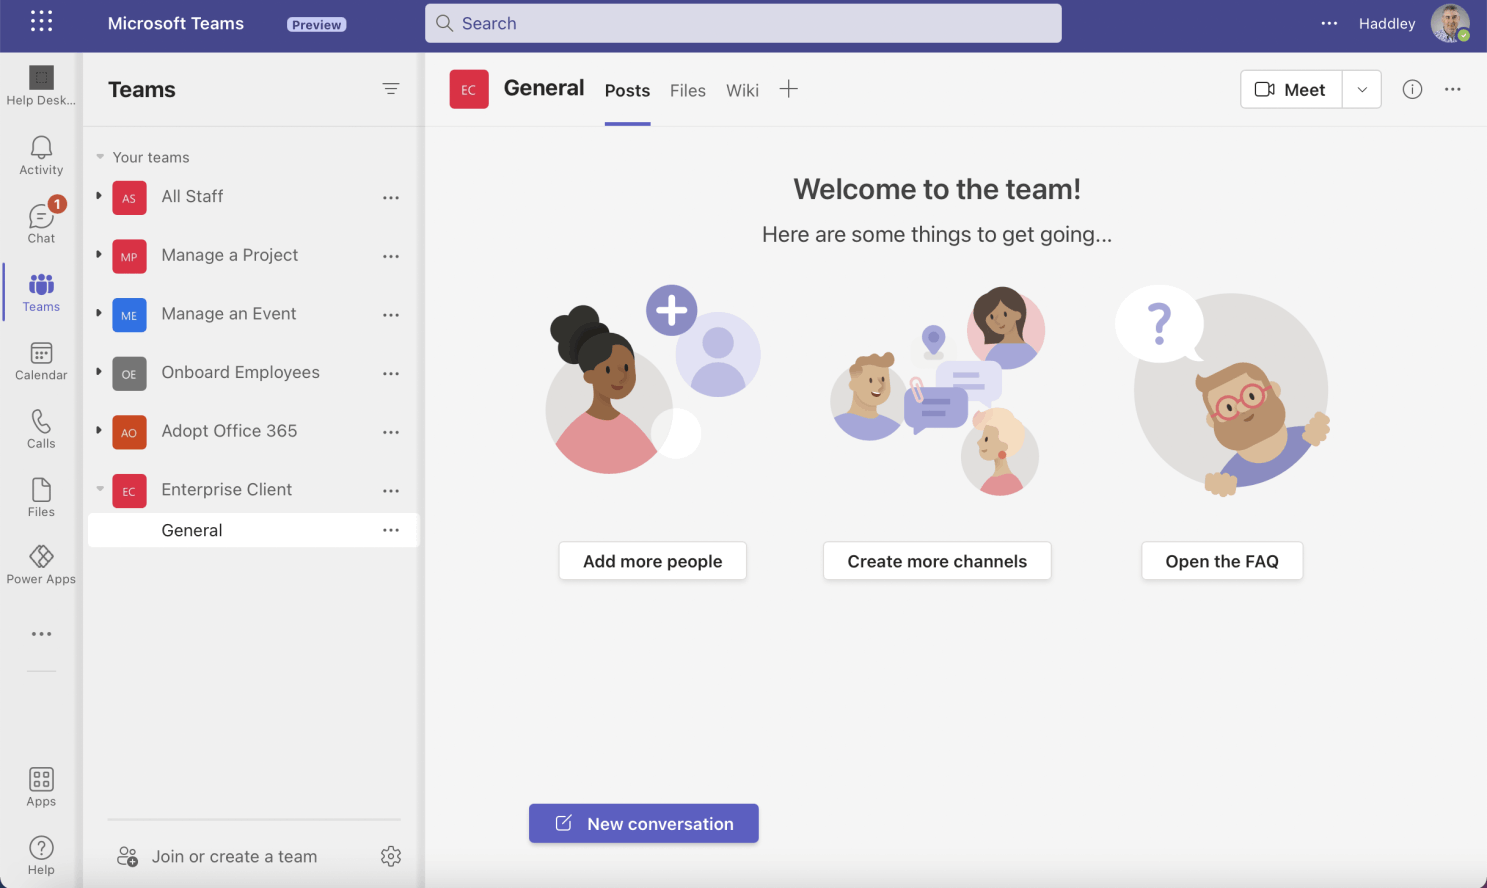 Microsoft Teams
Preview
Search
Haddley
Help Desk...
Activity
1
Chat
Teams
Calendar
Calls
Files
Power Apps
Apps
Help
Teams
Your teams
AS All Staff
MP Manage a Project
ME Manage an Event
OE Onboard Employees
AO Adopt Office 365
EC Enterprise Client
General
Join or create a team
EC General Posts Files Wiki
Meet
Welcome to the team!
Here are some things to get going...
?
Add more people
Create more channels
Open the FAQ
New conversation